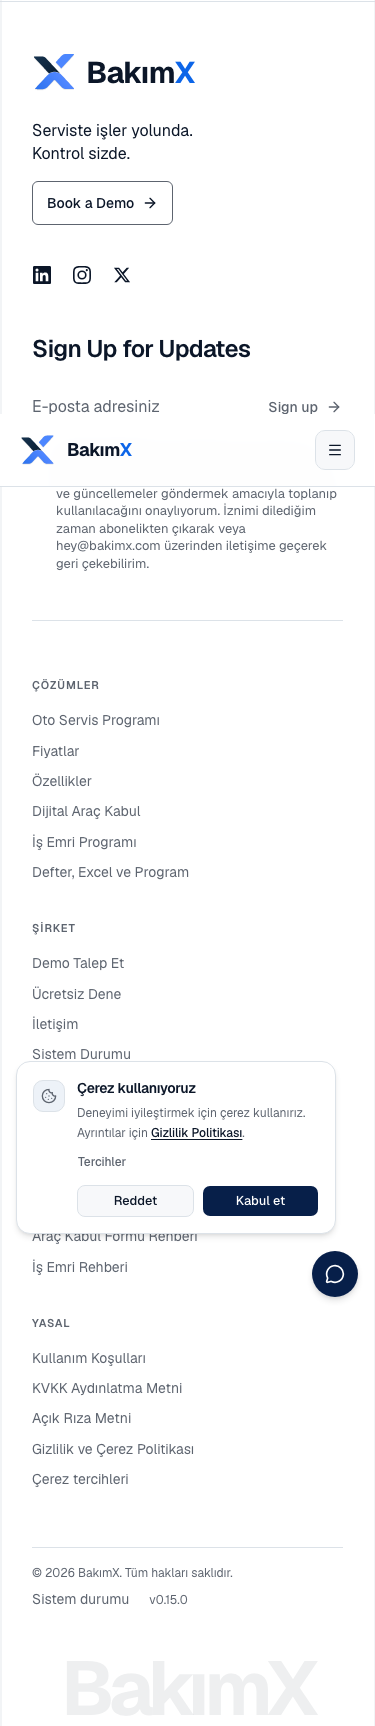 BakımX
Serviste işler yolunda.
Kontrol sizde.
Book a Demo
Sign Up for Updates
E-posta adresiniz
Sign up
BakımX
ve güncellemeler göndermek amacıyla toplanıp
kullanılacağını onaylıyorum. İznimi dilediğim
zaman abonelikten çıkarak veya
hey@bakimx.com üzerinden iletişime geçerek
geri çekebilirim.
ÇÖZÜMLER
Oto Servis Programı
Fiyatlar
Özellikler
Dijital Araç Kabul
İş Emri Programı
Defter, Excel ve Program
ŞİRKET
Demo Talep Et
Ücretsiz Dene
İletişim
Sistem Durumu
Çerez kullanıyoruz
Deneyimi iyileştirmek için çerez kullanırız.
Ayrıntılar için Gizlilik Politikası.
Tercihler
Reddet
Kabul et
Araç Kabul Formu Rehberi
İş Emri Rehberi
YASAL
Kullanım Koşulları
KVKK Aydınlatma Metni
Açık Rıza Metni
Gizlilik ve Çerez Politikası
Çerez tercihleri
© 2026 BakımX. Tüm hakları saklıdır.
Sistem durumu v0.15.0
BakımX